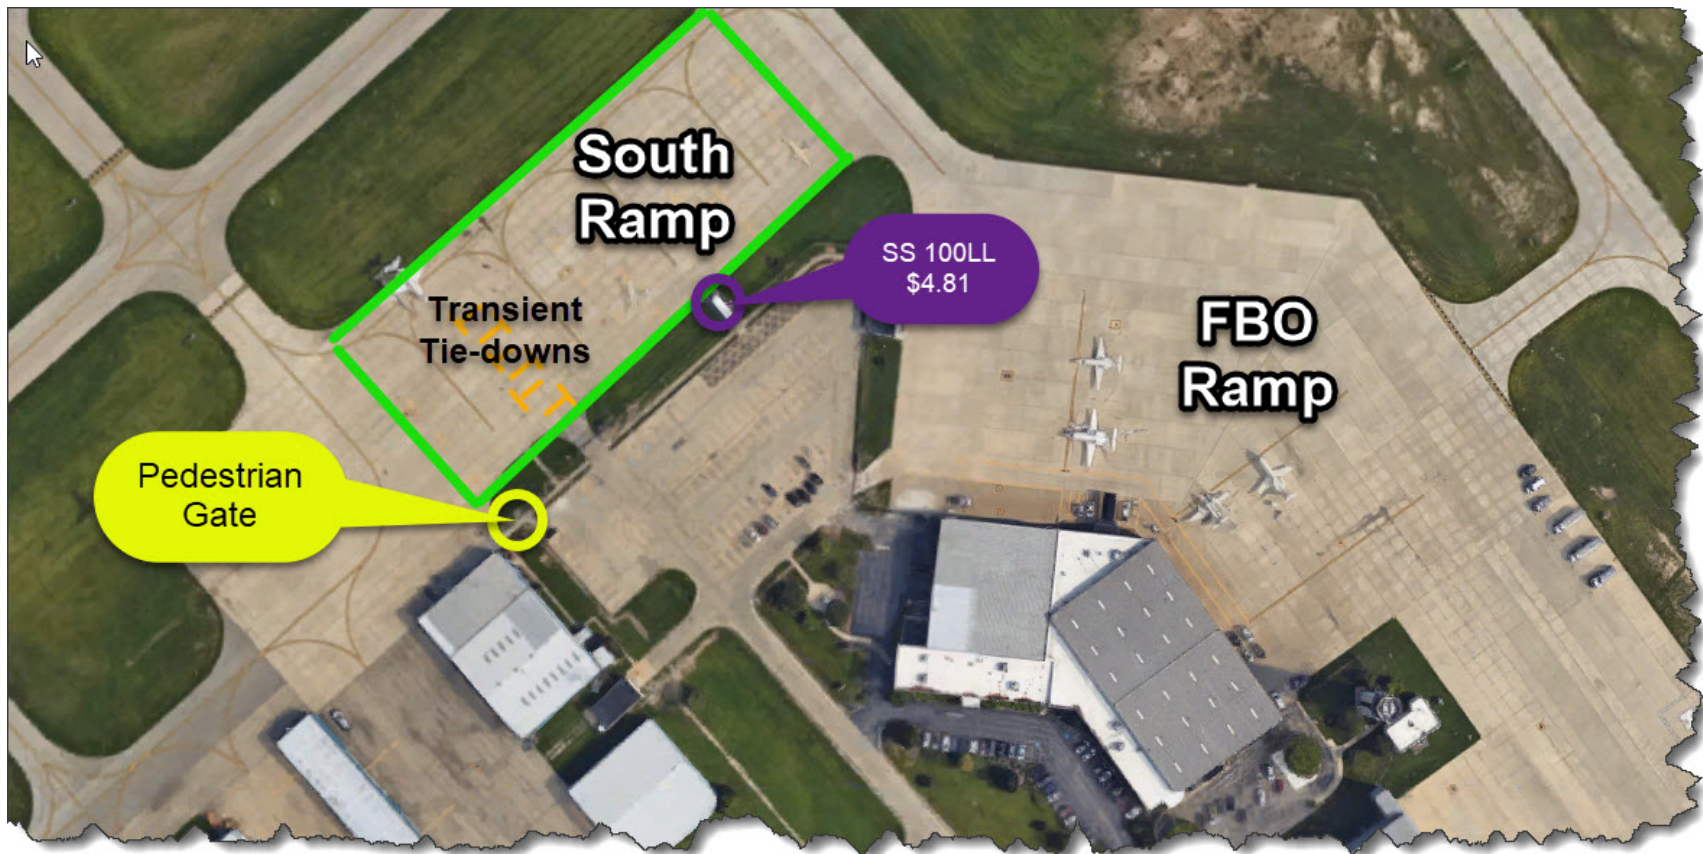 South
Ramp
SS 100LL
$4.81
Transient
Tie-downs
FBO
Ramp
Pedestrian
Gate